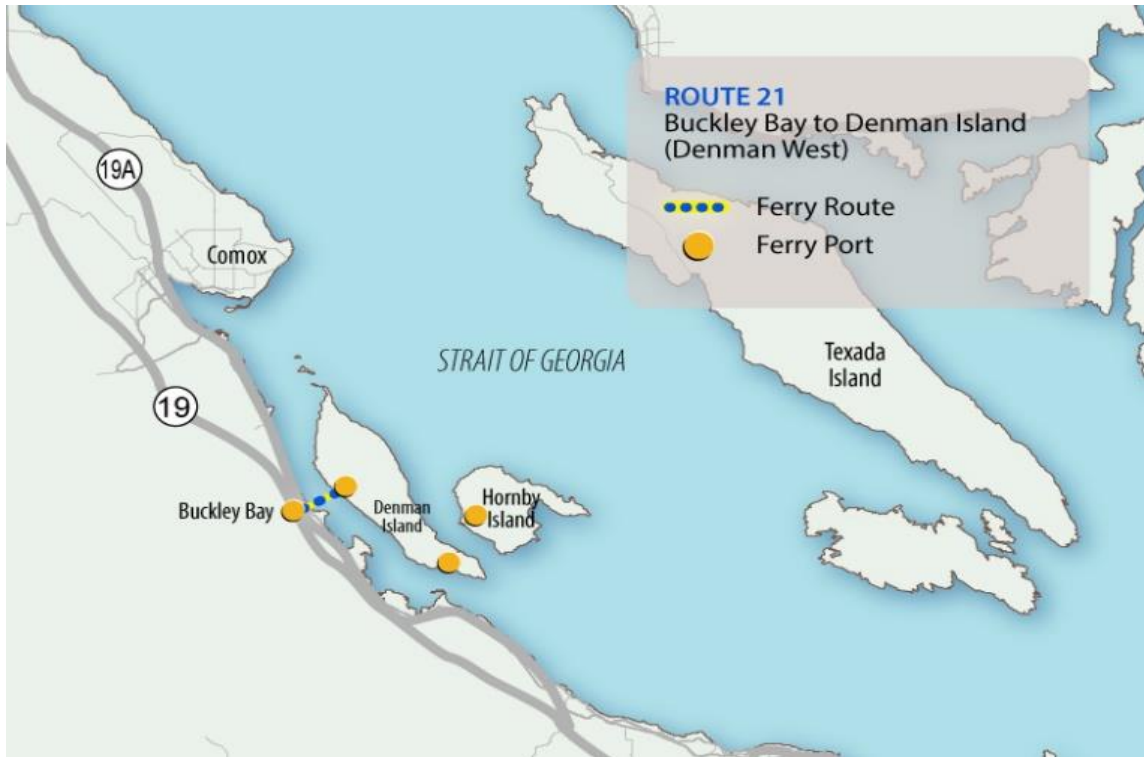 ROUTE 21
Buckley Bay to Denman Island
(Denman West)
Ferry Route
Ferry Port
19A
Comox
STRAIT OF GEORGIA
Texada
Island
19
Buckley Bay
Denman
Island
Hornby
Island